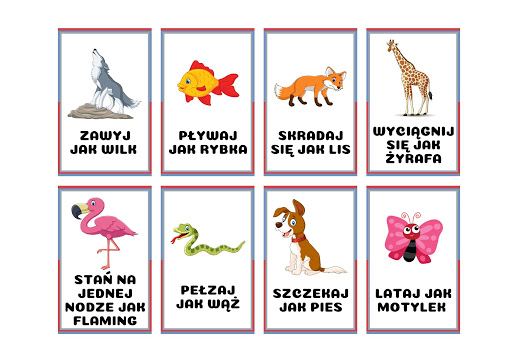 ZAWYJ
JAK WILK
PŁYWAJ
JAK RYBKA
SKRADAJ
SIĘ JAK LIS
WYCIĄGNIJ
SIĘ JAK
ŻYRAFA
STAŃ NA
JEDNEJ
NODZE JAK
FLAMING
PEŁZAJ
JAK WĄŻ
SZCZEKAJ
JAK PIES
LATAJ JAK
MOTYLEK